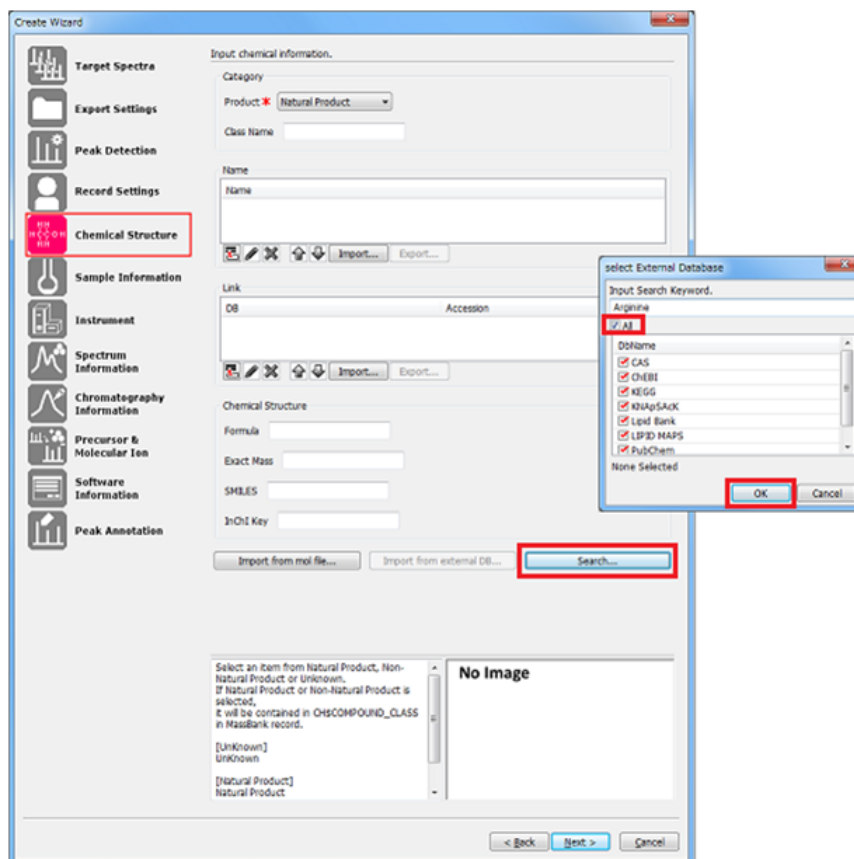 Create Wizard
Target Spectra
Export Settings
Peak Detection
Record Settings
Chemical Structure
Sample Information
Instrument
Spectrum
Information
Chromatography
Information
Precursor &
Molecular Ion
Software
Information
Peak Annotation
Input chemical information.
Category
Product * Natural Product
Class Name
Name
Name
Import... Export...
Link
DB Accession
Import... Export...
Chemical Structure
Formula
Exact Mass
SMILES
InChI Key
Import from mol file... Import from external DB... Search...
Select an item from Natural Product, Non-
Natural Product or Unknown.
If Natural Product or Non-Natural Product is
selected,
it will be contained in CH$COMPOUND_CLASS
in MassBank record.
[UnKnown]
UnKnown
[Natural Product]
Natural Product
No Image
< Back Next > Cancel
select External Database
Input Search Keyword.
Arginine
All
DbName
CAS
ChEBI
KEGG
KNApSAcK
Lipid Bank
LIPID MAPS
PubChem
None Selected
OK Cancel